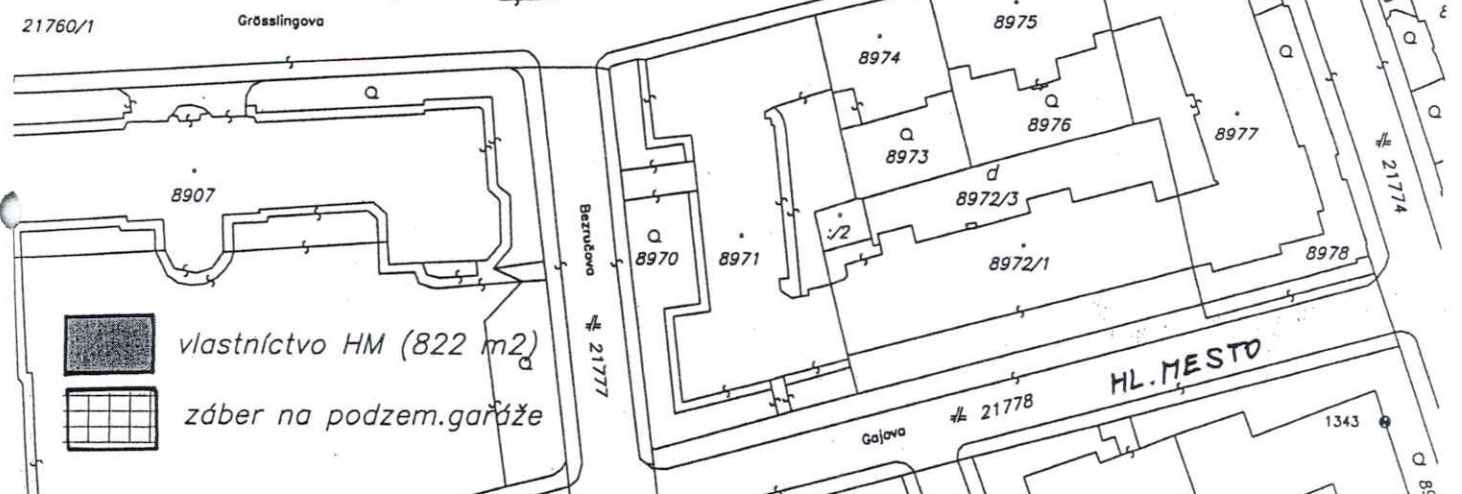 21760/1
Grösslingova
8975
8974
8976
8973
8977
21774
8907
d
8972/3
:/2
Bezručova
8970
8971
8972/1
8978
vlastníctvo HM (822 m2)
21777
HL. MESTO
záber na podzem.garáže
21778
Gajova
1343